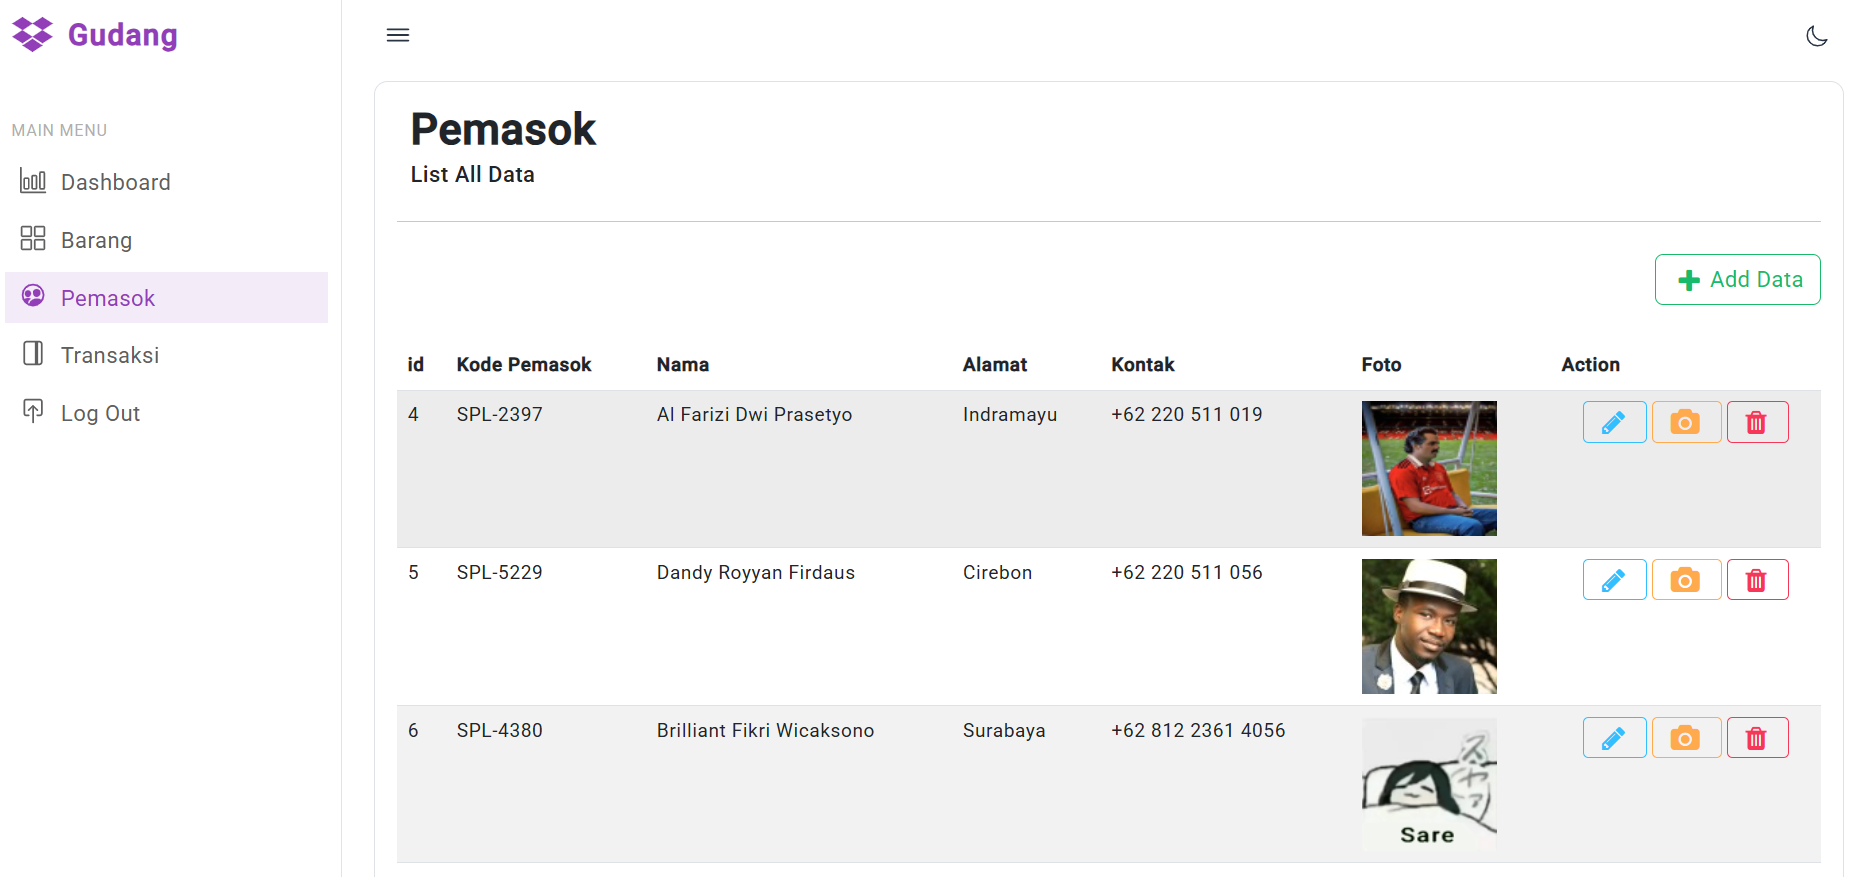 Gudang
MAIN MENU
Dashboard
Barang
Pemasok
Transaksi
Log Out
Pemasok
List All Data
Add Data
id Kode Pemasok Nama Alamat Kontak Foto Action
4 SPL-2397 Al Farizi Dwi Prasetyo Indramayu +62 220 511 019
5 SPL-5229 Dandy Royyan Firdaus Cirebon +62 220 511 056
6 SPL-4380 Brilliant Fikri Wicaksono Surabaya +62 812 2361 4056
Sare